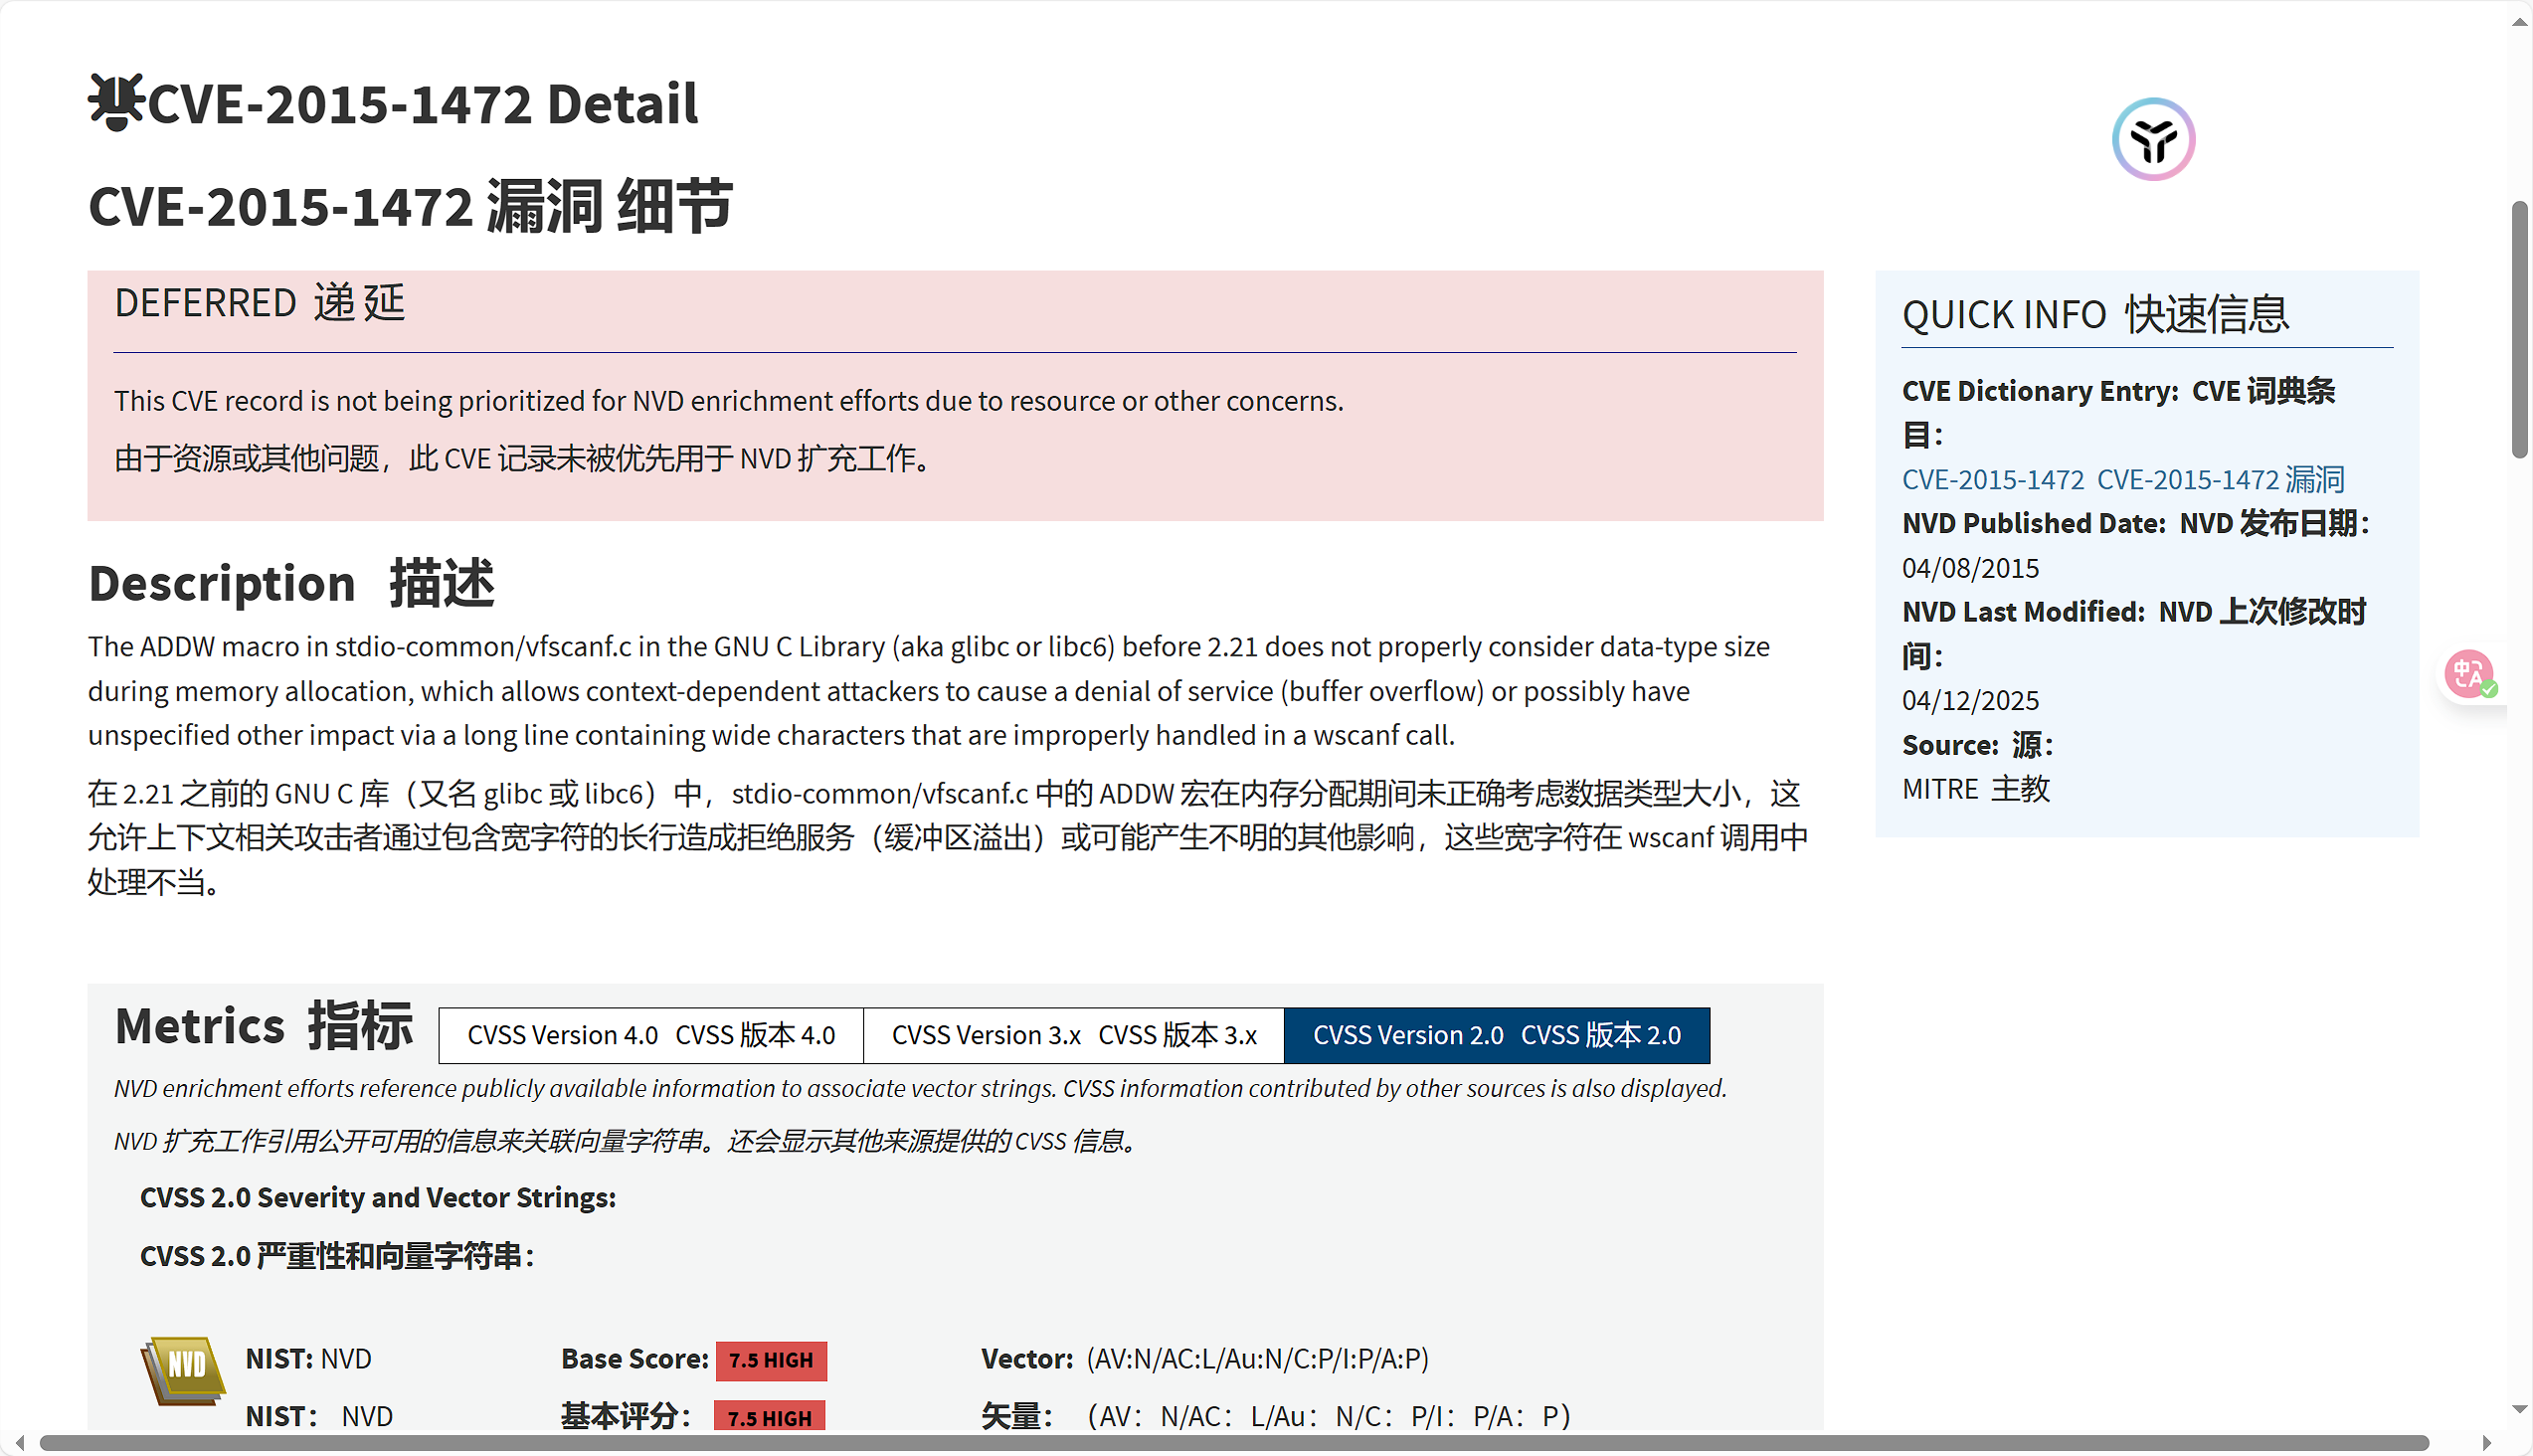 CVE-2015-1472 Detail
CVE-2015-1472 漏洞 细节
DEFERRED 递延
This CVE record is not being prioritized for NVD enrichment efforts due to resource or other concerns.
由于资源或其他问题，此 CVE 记录未被优先用于 NVD 扩充工作。
Description 描述
The ADDW macro in stdio-common/vfscanf.c in the GNU C Library (aka glibc or libc6) before 2.21 does not properly consider data-type size
during memory allocation, which allows context-dependent attackers to cause a denial of service (buffer overflow) or possibly have
unspecified other impact via a long line containing wide characters that are improperly handled in a wscanf call.
在 2.21 之前的 GNU C 库（又名 glibc 或 libc6）中，stdio-common/vfscanf.c 中的 ADDW 宏在内存分配期间未正确考虑数据类型大小，这
允许上下文相关攻击者通过包含宽字符的长行造成拒绝服务（缓冲区溢出）或可能产生不明的其他影响，这些宽字符在 wscanf 调用中
处理不当。
Metrics 指标
CVSS Version 4.0 CVSS 版本 4.0 CVSS Version 3.x CVSS 版本 3.x CVSS Version 2.0 CVSS 版本 2.0
NVD enrichment efforts reference publicly available information to associate vector strings. CVSS information contributed by other sources is also displayed.
NVD 扩充工作引用公开可用的信息来关联向量字符串。还会显示其他来源提供的 CVSS 信息。
CVSS 2.0 Severity and Vector Strings:
CVSS 2.0 严重性和向量字符串：
NVD
NIST: NVD Base Score: 7.5 HIGH Vector: (AV:N/AC:L/Au:N/C:P/I:P/A:P)
NIST： NVD 基本评分： 7.5 HIGH 矢量： （AV： N/AC： L/Au： N/C： P/I： P/A： P）
QUICK INFO 快速信息
CVE Dictionary Entry: CVE 词典条
目：
CVE-2015-1472 CVE-2015-1472 漏洞
NVD Published Date: NVD 发布日期：
04/08/2015
NVD Last Modified: NVD 上次修改时
间：
04/12/2025
Source: 源：
MITRE 主教
中A